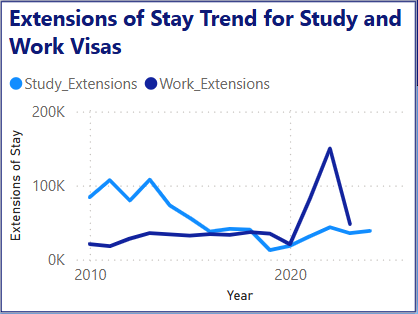 Extensions of Stay Trend for Study and
Work Visas
Study_Extensions Work_Extensions
200K
100K
0K
Extensions of Stay
2010 2020
Year